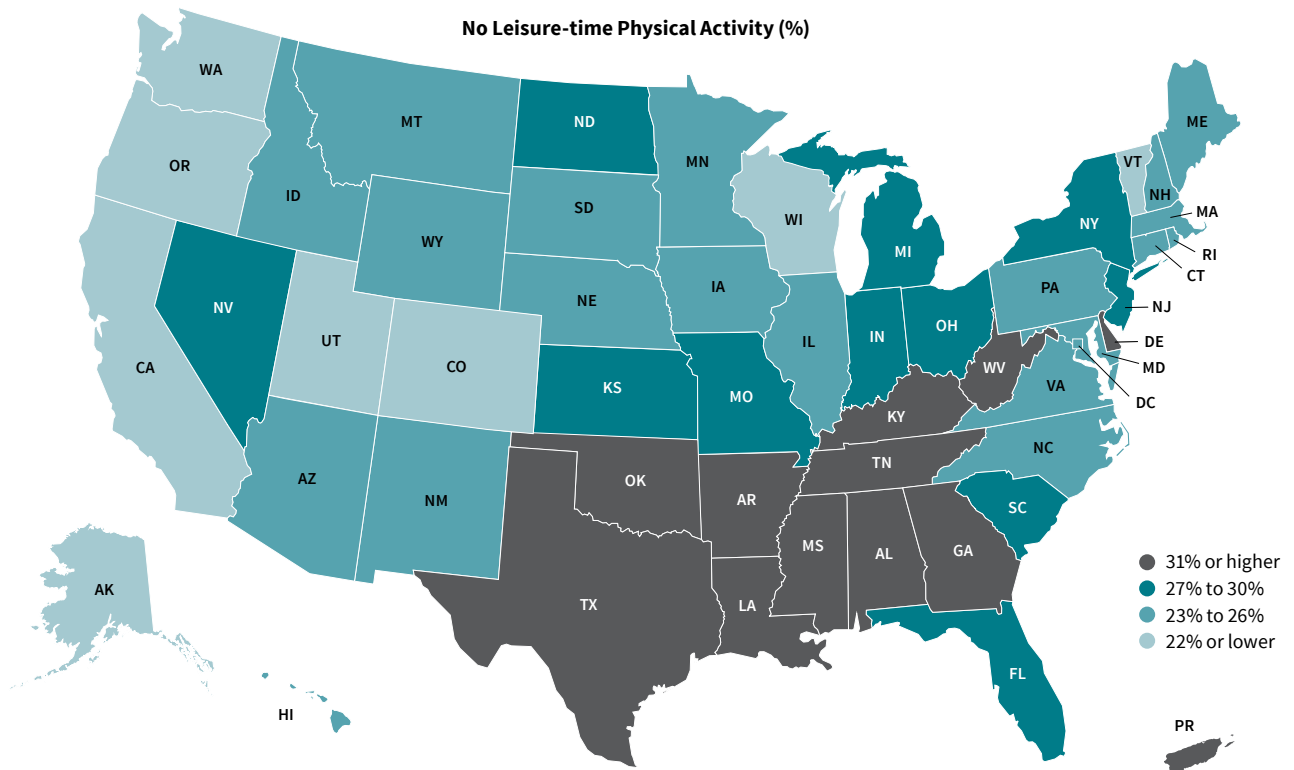 No Leisure-time Physical Activity (%)
WA
MT
ND
MN
ME
OR
ID
SD
WI
VT
NH
MA
WY
MI
NY
RI
CT
NE
IA
PA
NV
NJ
UT
CO
IL
IN
OH
DE
CA
KS
MO
WV
MD
VA
DC
KY
AZ
NM
OK
AR
TN
NC
SC
MS
AL
GA
AK
TX
LA
31% or higher
27% to 30%
23% to 26%
22% or lower
FL
HI
PR